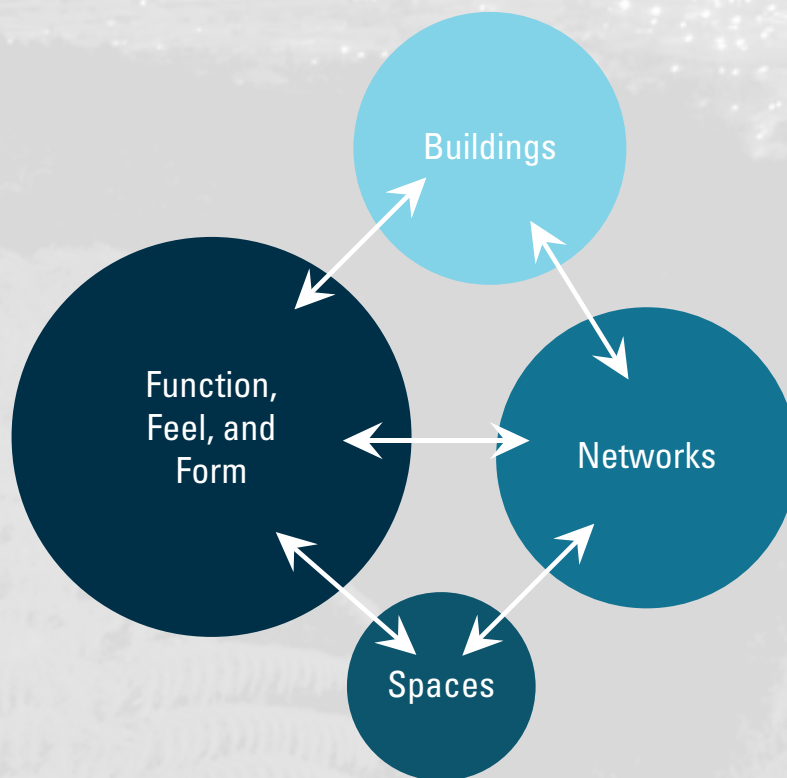 Buildings
Function,
Feel, and
Form
Networks
Spaces